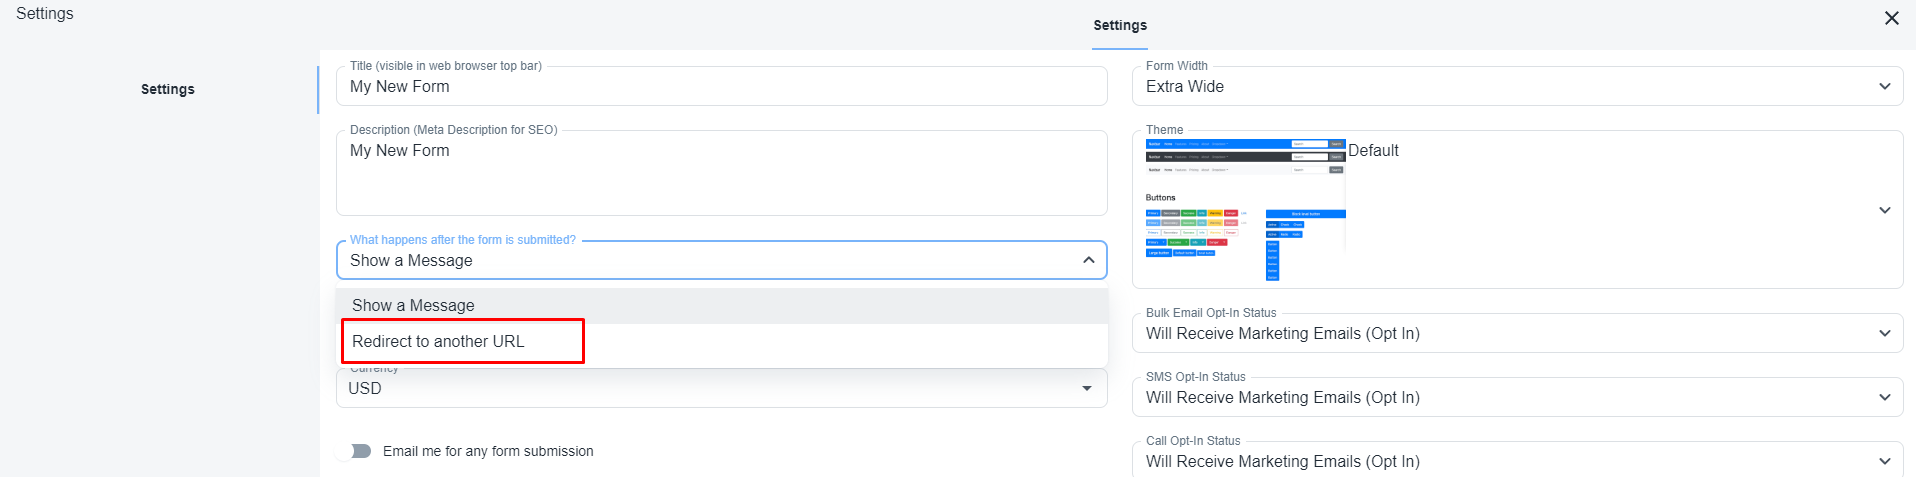 Settings
Settings
Settings
Title (visible in web browser top bar)
My New Form
Description (Meta Description for SEO)
My New Form
What happens after the form is submitted?
Show a Message
Show a Message
Redirect to another URL
Currency
USD
Email me for any form submission
Form Width
Extra Wide
Theme
Default
Buttons
Bulk Email Opt-In Status
Will Receive Marketing Emails (Opt In)
SMS Opt-In Status
Will Receive Marketing Emails (Opt In)
Call Opt-In Status
Will Receive Marketing Emails (Opt In)